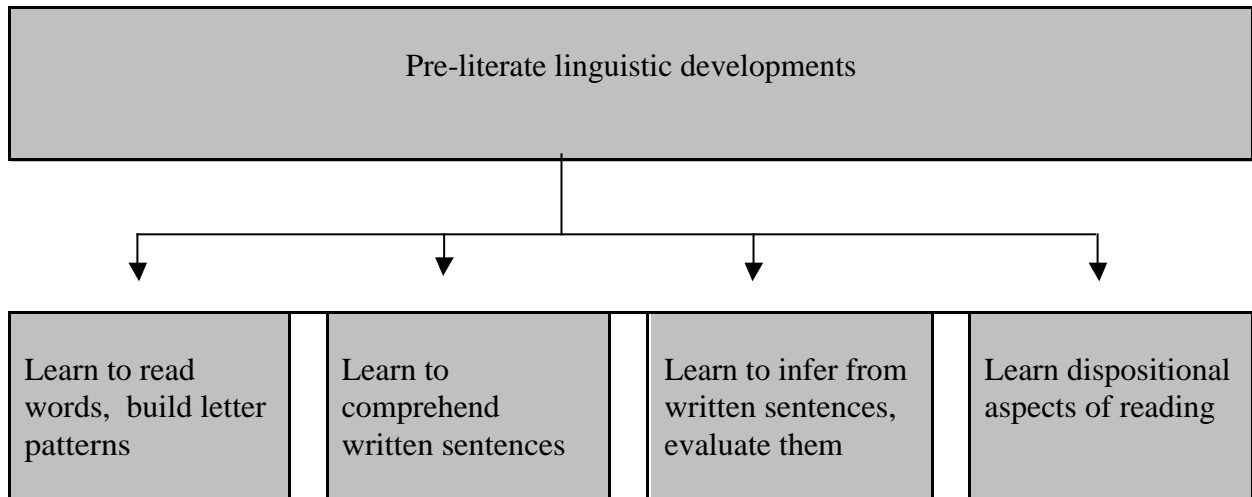 Pre-literate linguistic developments
Learn to read
words,  build letter
patterns
Learn to
comprehend
written sentences
Learn to infer from
written sentences,
evaluate them
Learn dispositional
aspects of reading